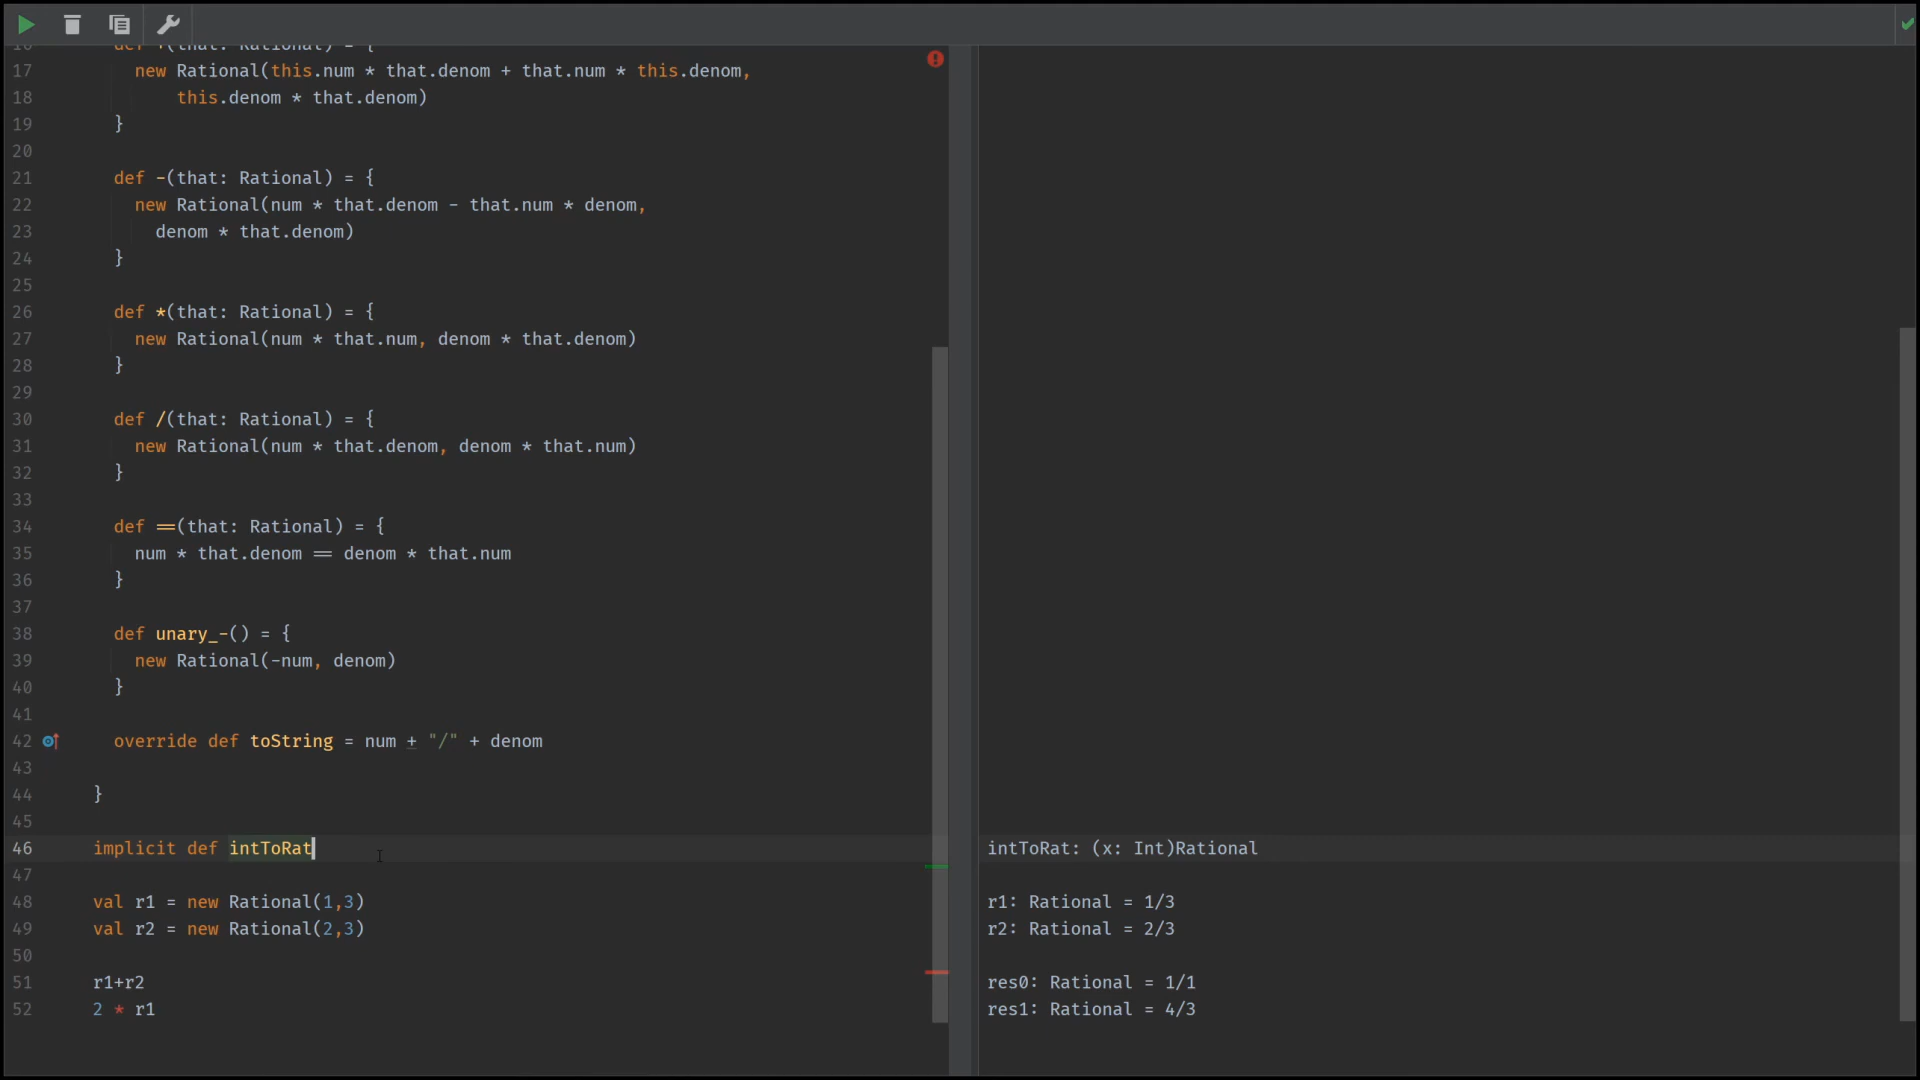 16 def +(that: Rational) = {
17 new Rational(this.num * that.denom + that.num * this.denom,
18 this.denom * that.denom)
19 }
20
21 def -(that: Rational) = {
22 new Rational(num * that.denom - that.num * denom,
23 denom * that.denom)
24 }
25
26 def *(that: Rational) = {
27 new Rational(num * that.num, denom * that.denom)
28 }
29
30 def /(that: Rational) = {
31 new Rational(num * that.denom, denom * that.num)
32 }
33
34 def ==(that: Rational) = {
35 num * that.denom == denom * that.num
36 }
37
38 def unary_-() = {
39 new Rational(-num, denom)
40 }
41
42 override def toString = num + "/" + denom
43
44 }
45
46 implicit def intToRat
47
48 val r1 = new Rational(1,3)
49 val r2 = new Rational(2,3)
50
51 r1+r2
52 2 * r1
intToRat: (x: Int)Rational
r1: Rational = 1/3
r2: Rational = 2/3
res0: Rational = 1/1
res1: Rational = 4/3